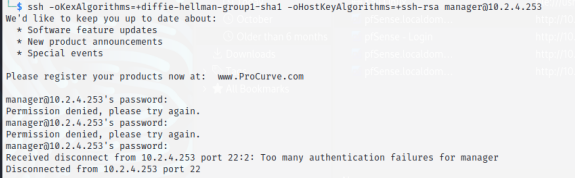 └─$ ssh -oKexAlgorithms=+diffie-hellman-group1-sha1 -oHostKeyAlgorithms=+ssh-rsa manager@10.2.4.253
We'd like to keep you up to date about:
* Software feature updates
* New product announcements
* Special events
Please register your products now at: www.ProCurve.com
manager@10.2.4.253's password:
Permission denied, please try again.
manager@10.2.4.253's password:
Permission denied, please try again.
manager@10.2.4.253's password:
Received disconnect from 10.2.4.253 port 22:2: Too many authentication failures for manager
Disconnected from 10.2.4.253 port 22